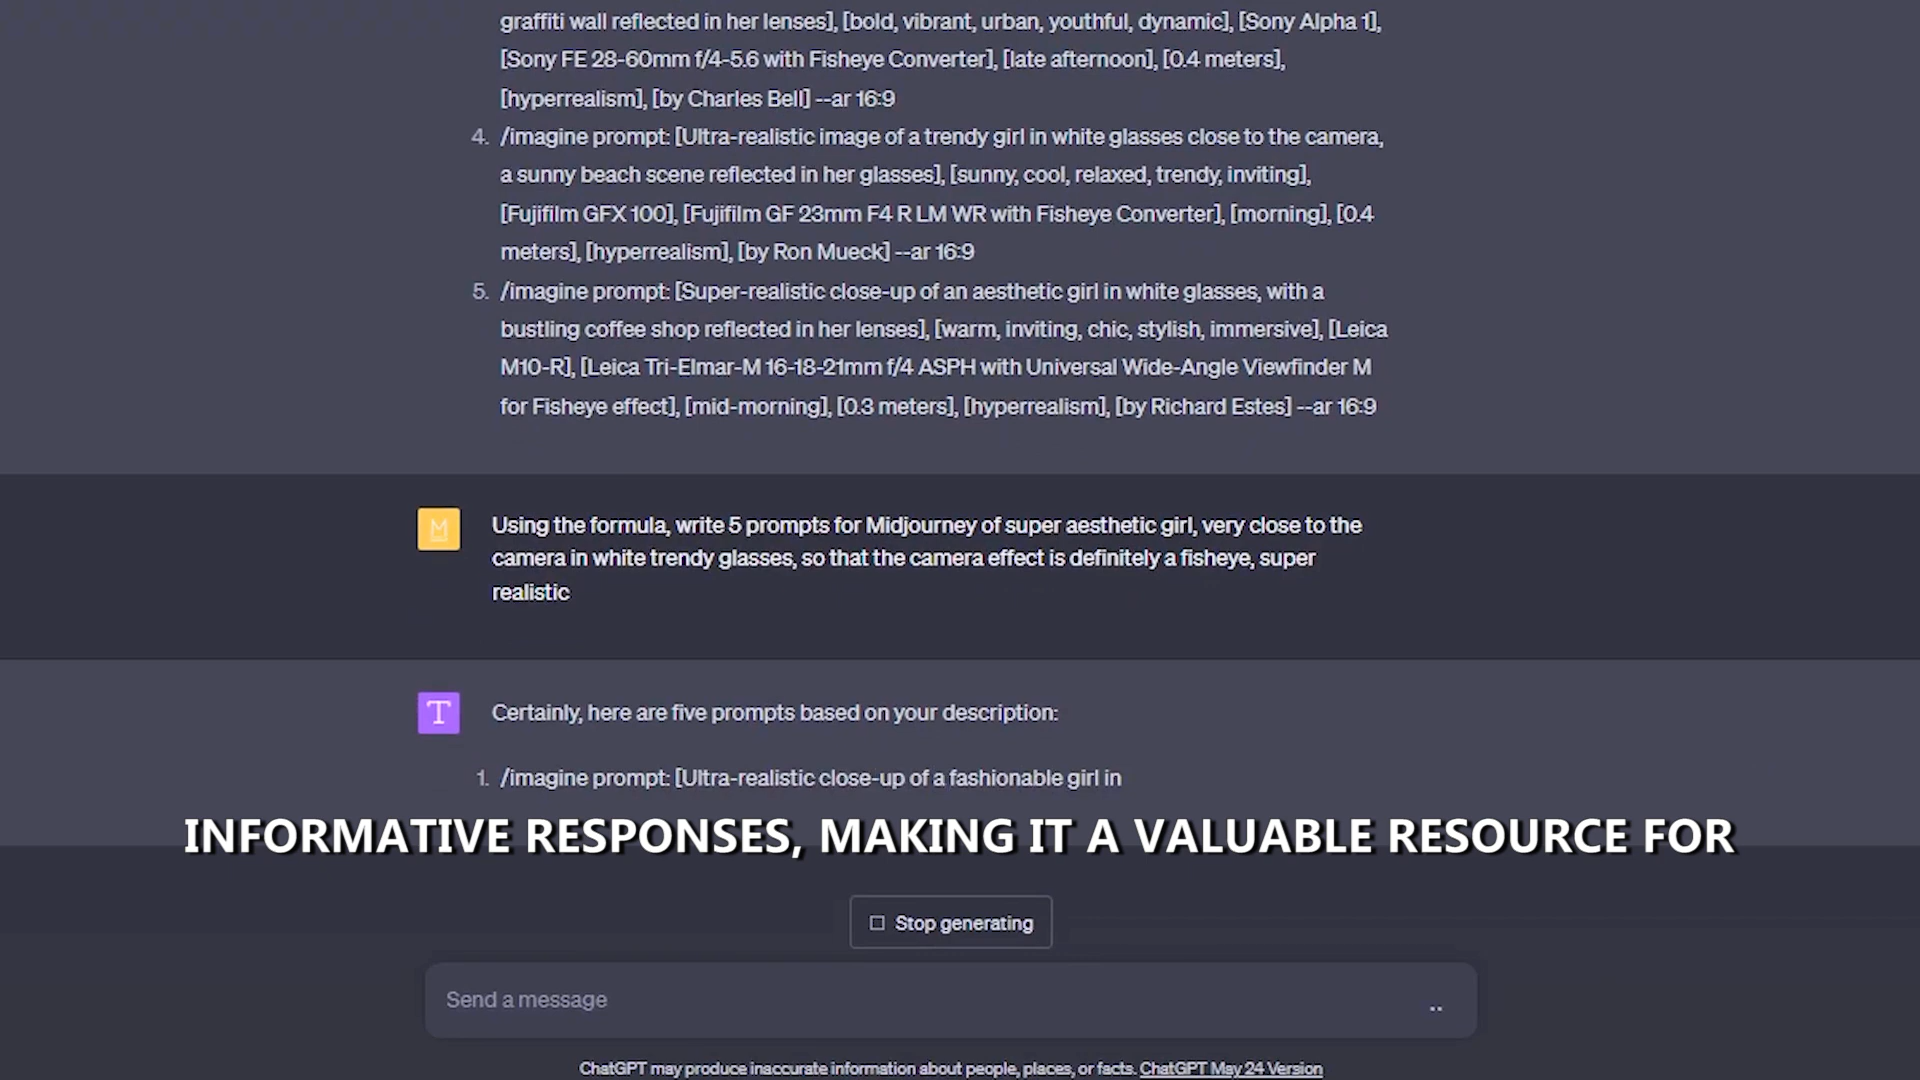 graffiti wall reflected in her lenses], [bold, vibrant, urban, youthful, dynamic], [Sony Alpha 1],
[Sony FE 28-60mm f/4-5.6 with Fisheye Converter], [late afternoon], [0.4 meters],
[hyperrealism], [by Charles Bell] --ar 16:9
4. /imagine prompt: [Ultra-realistic image of a trendy girl in white glasses close to the camera,
a sunny beach scene reflected in her glasses], [sunny, cool, relaxed, trendy, inviting],
[Fujifilm GFX 100], [Fujifilm GF 23mm F4 R LM WR with Fisheye Converter], [morning], [0.4
meters], [hyperrealism], [by Ron Mueck] --ar 16:9
5. /imagine prompt: [Super-realistic close-up of an aesthetic girl in white glasses, with a
bustling coffee shop reflected in her lenses], [warm, inviting, chic, stylish, immersive], [Leica
M10-R], [Leica Tri-Elmar-M 16-18-21mm f/4 ASPH with Universal Wide-Angle Viewfinder M
for Fisheye effect], [mid-morning], [0.3 meters], [hyperrealism], [by Richard Estes] --ar 16:9
M
Using the formula, write 5 prompts for Midjourney of super aesthetic girl, very close to the
camera in white trendy glasses, so that the camera effect is definitely a fisheye, super
realistic
T
Certainly, here are five prompts based on your description:
1. /imagine prompt: [Ultra-realistic close-up of a fashionable girl in
INFORMATIVE RESPONSES, MAKING IT A VALUABLE RESOURCE FOR
Stop generating
Send a message
ChatGPT may produce inaccurate information about people, places, or facts. ChatGPT May 24 Version